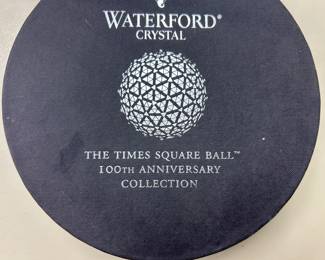 WATERFORD®
CRYSTAL
THE TIMES SQUARE BALL™
100TH ANNIVERSARY
COLLECTION